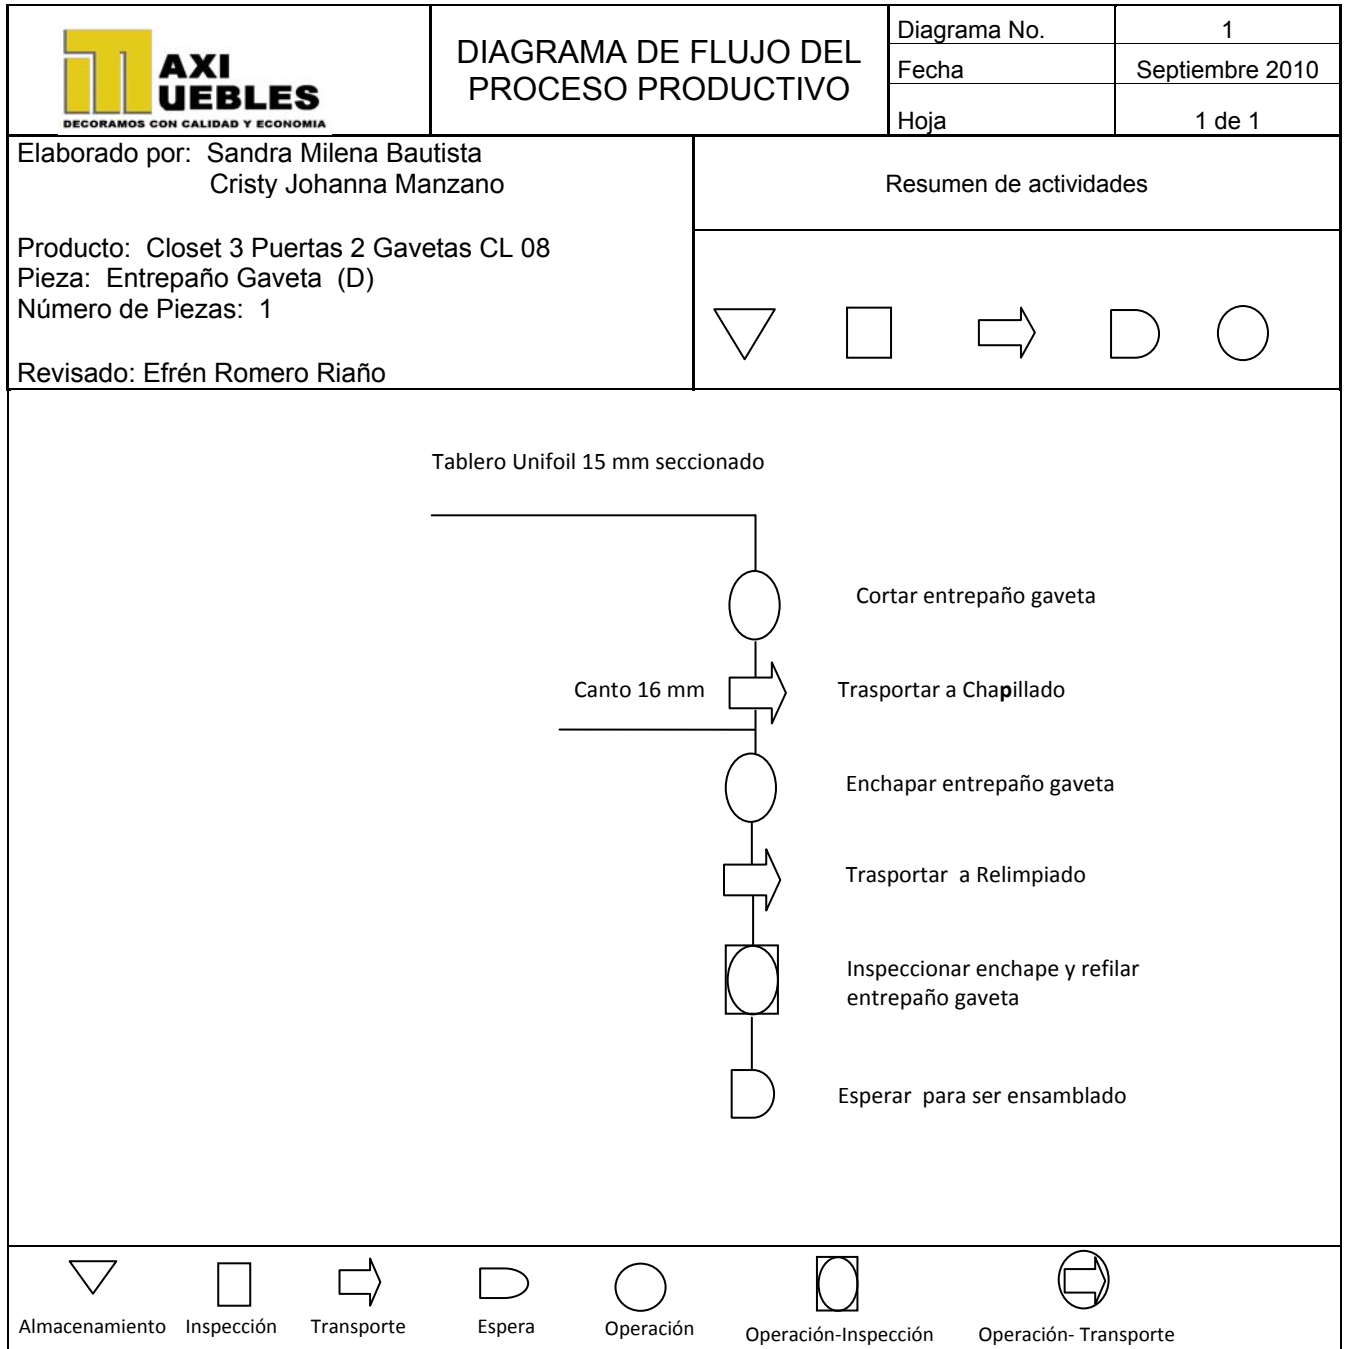 AXI
UEBLES
DECORAMOS CON CALIDAD Y ECONOMIA
DIAGRAMA DE FLUJO DEL
PROCESO PRODUCTIVO
Diagrama No. 1
Fecha Septiembre 2010
Hoja 1 de 1
Elaborado por: Sandra Milena Bautista
Cristy Johanna Manzano
Producto: Closet 3 Puertas 2 Gavetas CL 08
Pieza: Entrepaño Gaveta (D)
Número de Piezas: 1
Revisado: Efrén Romero Riaño
Resumen de actividades
Tablero Unifoil 15 mm seccionado
Cortar entrepaño gaveta
Canto 16 mm
Trasportar a Chapillado
Enchapar entrepaño gaveta
Trasportar a Relimpiado
Inspeccionar enchape y refilar
entrepaño gaveta
Esperar para ser ensamblado
Almacenamiento
Inspección
Transporte
Espera
Operación
Operación-Inspección
Operación- Transporte